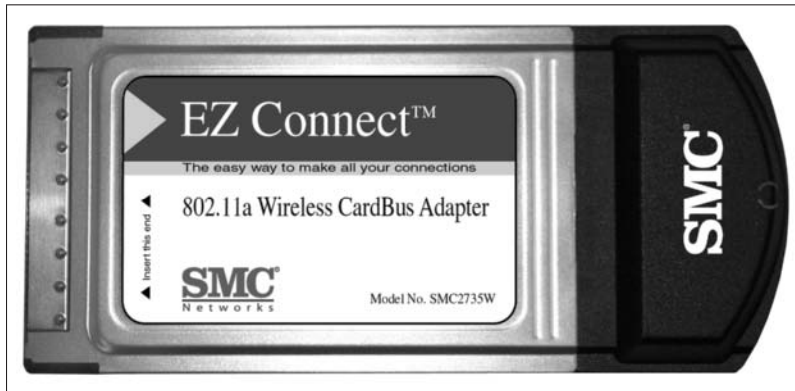 EZ Connect™
The easy way to make all your connections
802.11a Wireless CardBus Adapter
◀ Insert this end ▶
SMC®
Networks
Model No. SMC2735W
SMC®